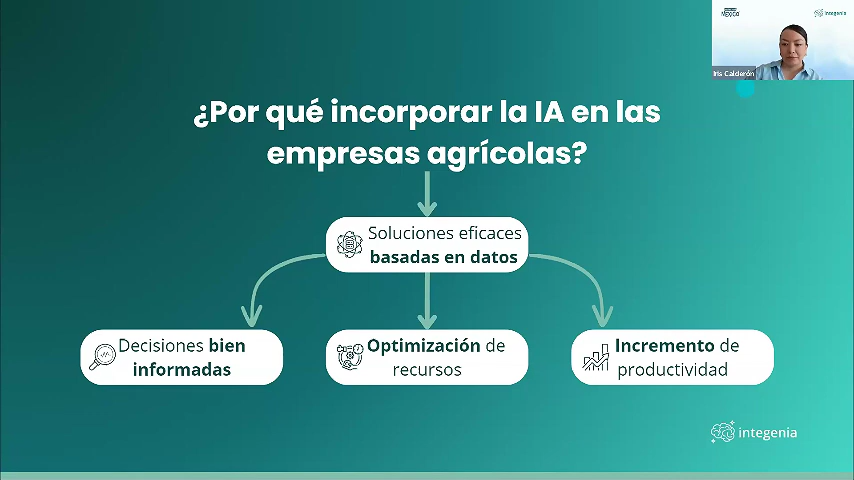 MÉXICO
integenia
Iris Calderón
¿Por qué incorporar la IA en las
empresas agrícolas?
Soluciones eficaces
basadas en datos
Decisiones bien
informadas
Optimización de
recursos
Incremento de
productividad
integenia